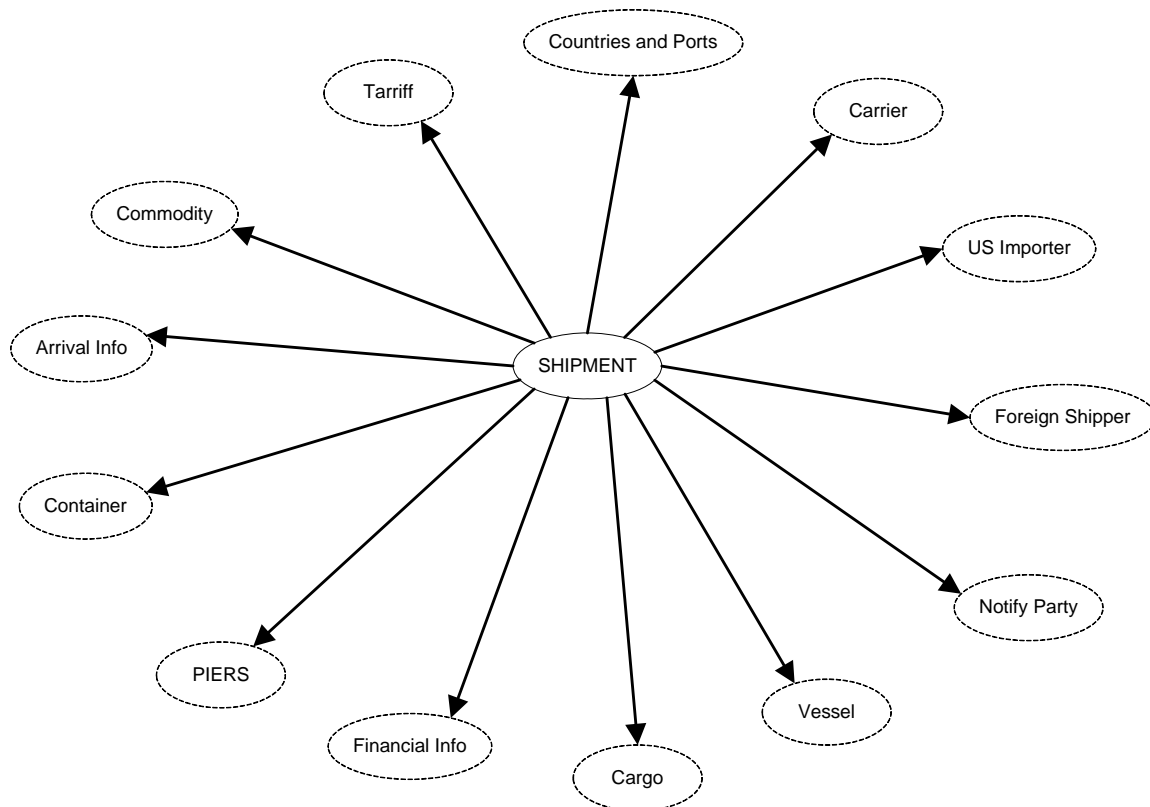 Countries and Ports
Tarriff
Carrier
Commodity
US Importer
Arrival Info
SHIPMENT
Foreign Shipper
Container
Notify Party
PIERS
Vessel
Financial Info
Cargo